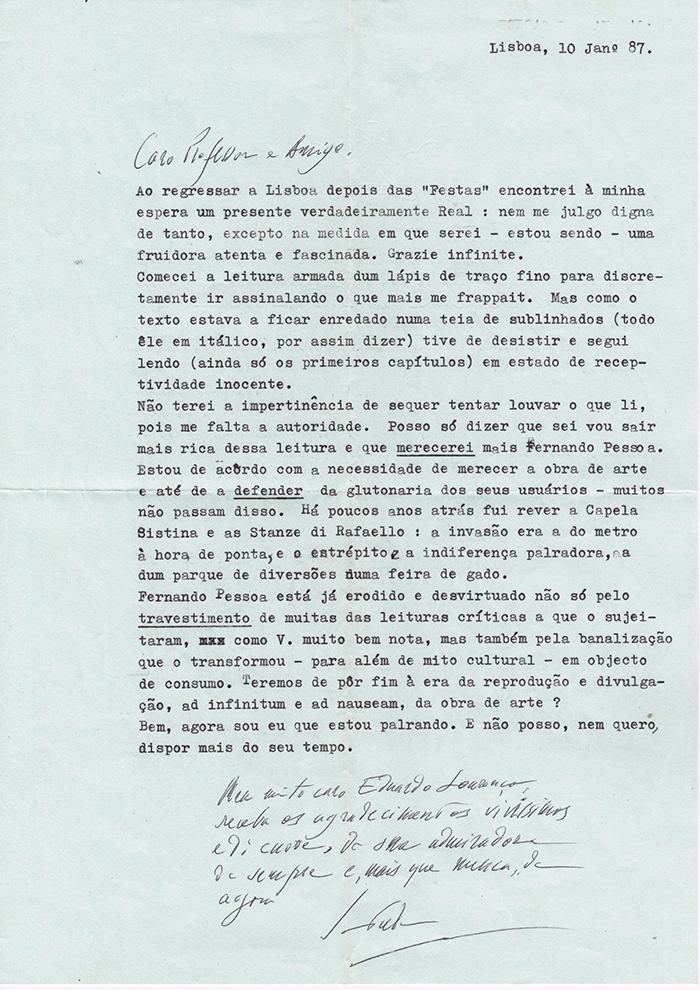 Lisboa, 10 Janº 87.
Caro Professor e Amigo,
Ao regressar a Lisboa depois das "Festas" encontrei à minha
espera um presente verdadeiramente Real : nem me julgo digna
de tanto, excepto na medida em que serei - estou sendo - uma
fruidora atenta e fascinada. Grazie infinite.
Comecei a leitura armada dum lápis de traço fino para discre-
tamente ir assinalando o que mais me frappait. Mas como o
texto estava a ficar enredado numa teia de sublinhados (todo
êle em itálico, por assim dizer) tive de desistir e segui
lendo (ainda só os primeiros capítulos) em estado de recep-
tividade inocente.
Não terei a impertinência de sequer tentar louvar o que li,
pois me falta a autoridade. Posso só dizer que sei vou sair
mais rica dessa leitura e que merecerei mais Fernando Pessoa.
Estou de acôrdo com a necessidade de merecer a obra de arte
e até de a defender da glutonaria dos seus usuários - muitos
não passam disso. Há poucos anos atrás fui rever a Capela
Sistina e as Stanze di Rafaello : a invasão era a do metro
à hora de ponta, e o estrépito e a indiferença palradora, a
dum parque de diversões numa feira de gado.
Fernando Pessoa está já erodido e desvirtuado não só pelo
travestimento de muitas das leituras críticas a que o sujei-
taram, xxx como V. muito bem nota, mas também pela banalização
que o transformou - para além de mito cultural - em objecto
de consumo. Teremos de pôr fim à era da reprodução e divulga-
ção, ad infinitum e ad nauseam, da obra de arte ?
Bem, agora sou eu que estou palrando. E não posso, nem quero,
dispor mais do seu tempo.
Meu muito caro Eduardo Lourenço,
receba os agradecimentos vivíssimos
e di cuore, da sua admiradora
de sempre e, mais que nunca, de
agora